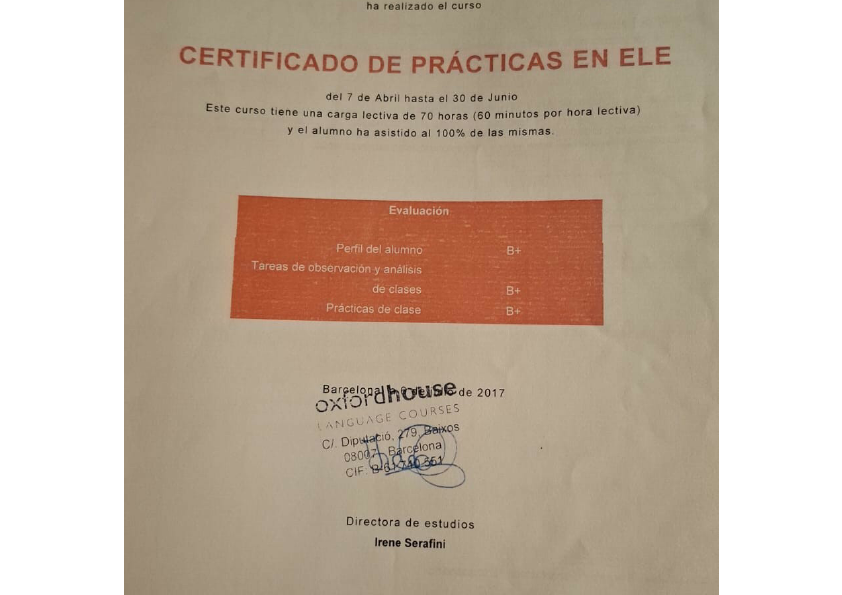 ha realizado el curso
CERTIFICADO DE PRÁCTICAS EN ELE
del 7 de Abril hasta el 30 de Junio
Este curso tiene una carga lectiva de 70 horas (60 minutos por hora lectiva)
y el alumno ha asistido al 100% de las mismas.
Evaluación
Perfil del alumno B+
Tareas de observación y análisis
de clases B+
Prácticas de clase B+
Barcelona de 2017
oxfordhouse
LANGUAGE COURSES
C/. Diputació, 279, Baixos
Barcelona
CIF.
Directora de estudios
Irene Serafini